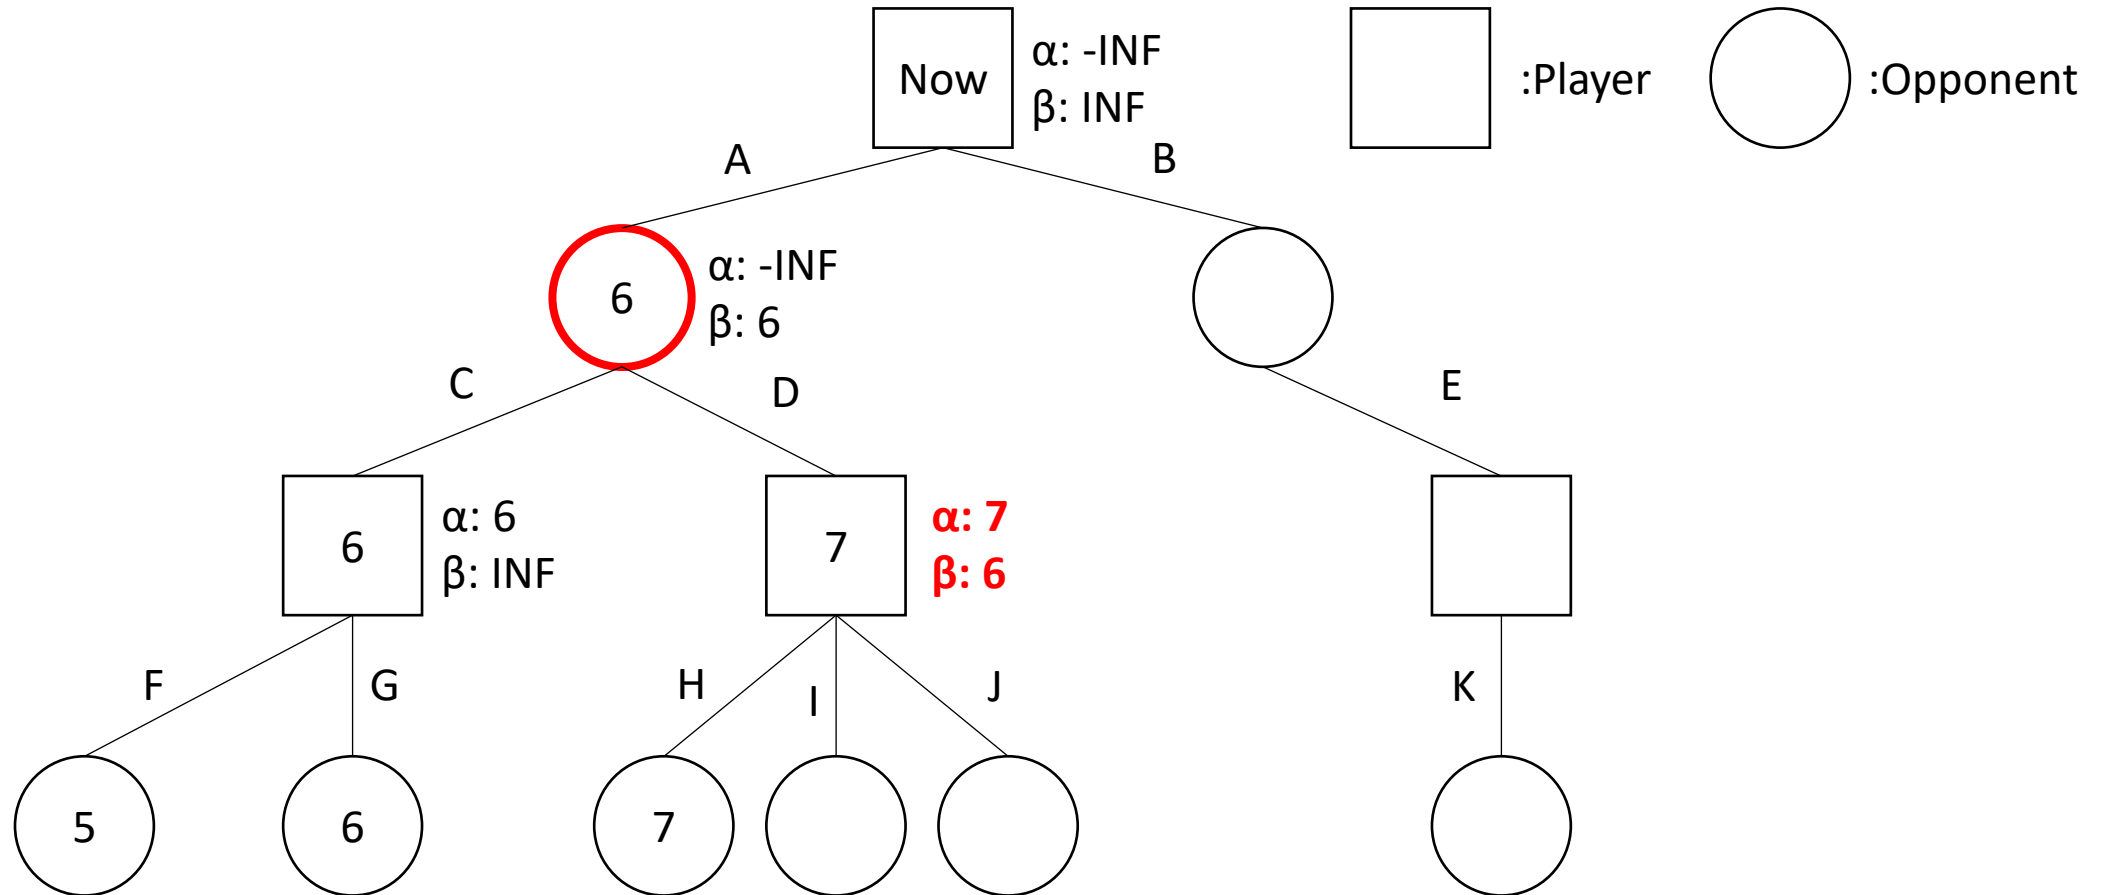 Now
α: -INF
β: INF
:Player
:Opponent
A
B
6
α: -INF
β: 6
C
D
E
6
α: 6
β: INF
7
α: 7
β: 6
F
G
H
I
J
K
5
6
7